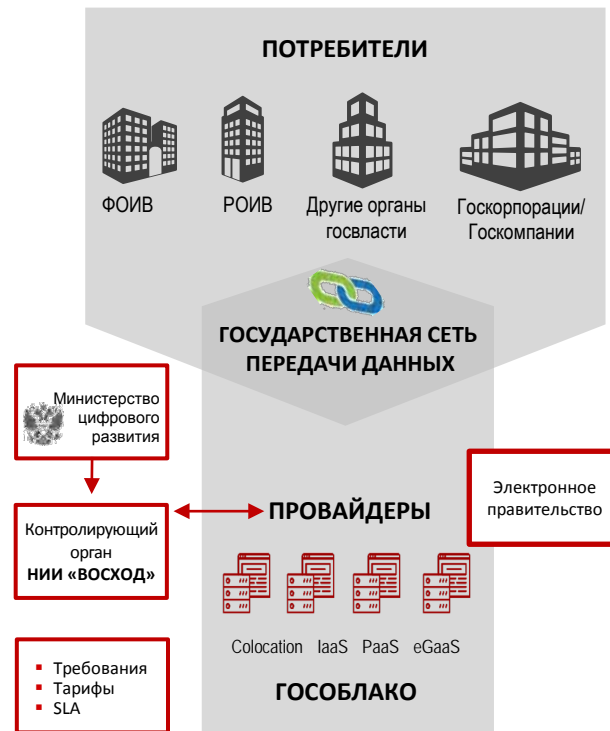 ПОТРЕБИТЕЛИ
ФОИВ
РОИВ
Другие органы
госвласти
Госкорпорации/
Госкомпании
ГОСУДАРСТВЕННАЯ СЕТЬ
ПЕРЕДАЧИ ДАННЫХ
Министерство
цифрового
развития
Контролирующий
орган
НИИ «ВОСХОД»
ПРОВАЙДЕРЫ
Электронное
правительство
Colocation IaaS PaaS eGaaS
ГОСОБЛАКО
▪ Требования
▪ Тарифы
▪ SLA